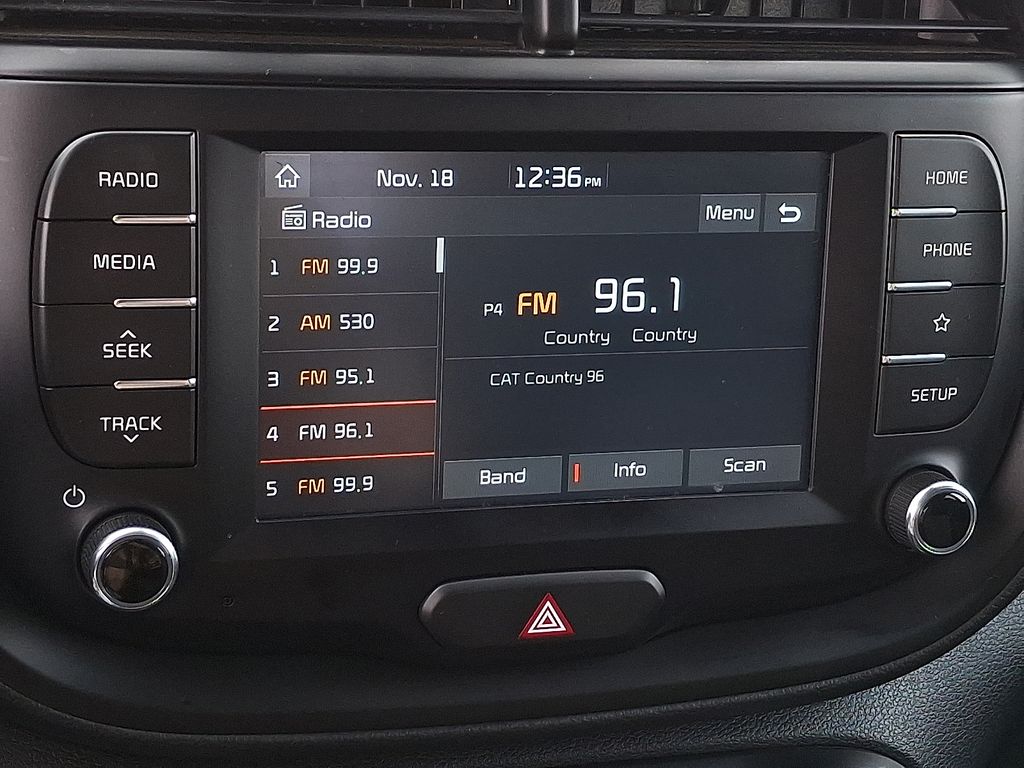 RADIO
MEDIA
SEEK
TRACK
Nov. 18 12:36 PM
Radio Menu
1 FM 99.9
2 AM 530
3 FM 95.1
4 FM 96.1
5 FM 99.9
P4 FM 96.1
Country Country
CAT Country 96
Band Info Scan
HOME
PHONE
SETUP